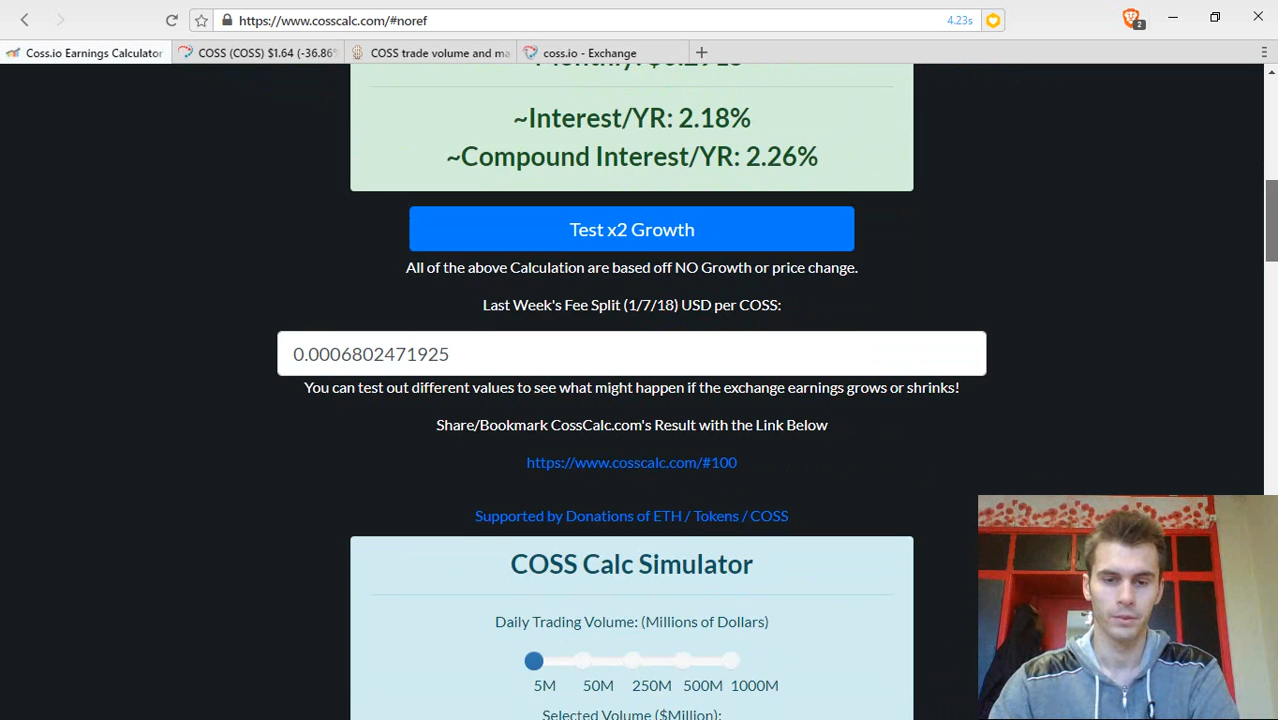 https://www.cosscalc.com/#noref
4.23s
2
Coss.io Earnings Calculator
COSS (COSS) $1.64 (-36.86%
COSS trade volume and ma
coss.io - Exchange
~Interest/YR: 2.18%
~Compound Interest/YR: 2.26%
Test x2 Growth
All of the above Calculation are based off NO Growth or price change.
Last Week's Fee Split (1/7/18) USD per COSS:
0.0006802471925
You can test out different values to see what might happen if the exchange earnings grows or shrinks!
Share/Bookmark CossCalc.com's Result with the Link Below
https://www.cosscalc.com/#100
Supported by Donations of ETH / Tokens / COSS
COSS Calc Simulator
Daily Trading Volume: (Millions of Dollars)
5M 50M 250M 500M 1000M
Selected Volume ($Million):